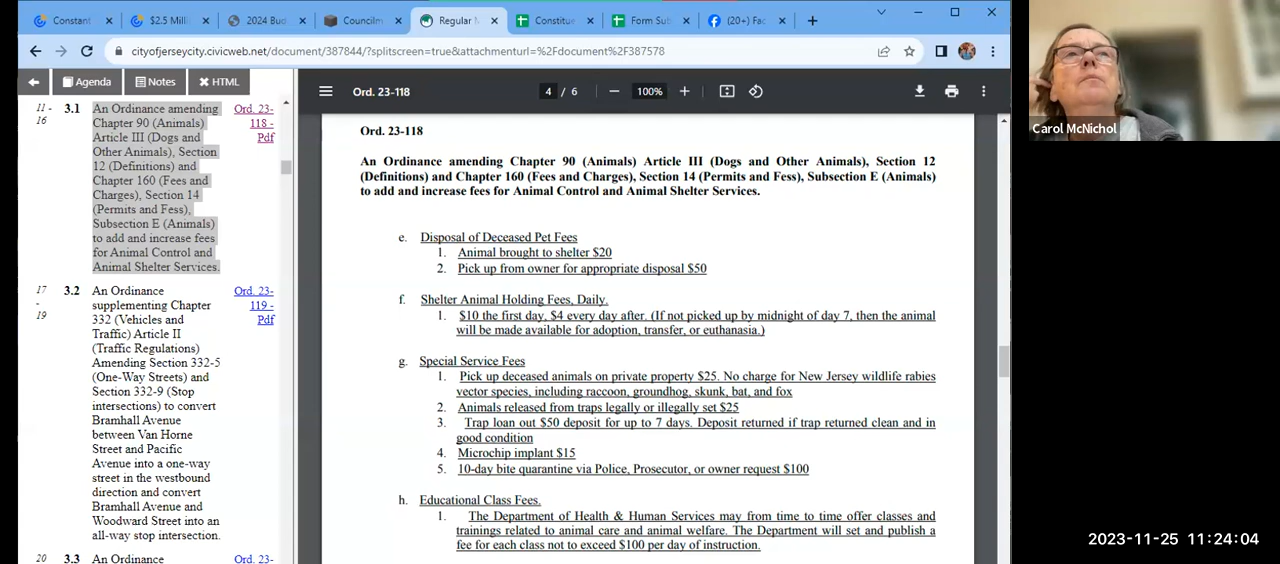 Constant
$2.5 Milli
2024 Bud
Councilm
Regular M
Constitue
Form Sub
(20+) Fac
cityofjerseycity.civicweb.net/document/387844/?splitscreen=true&attachmenturl=%2Fdocument%2F387578
Agenda
Notes
HTML
11 -
16
3.1
An Ordinance amending
Chapter 90 (Animals)
Article III (Dogs and
Other Animals), Section
12 (Definitions) and
Chapter 160 (Fees and
Charges), Section 14
(Permits and Fess),
Subsection E (Animals)
to add and increase fees
for Animal Control and
Animal Shelter Services.
Ord. 23-
118 -
Pdf
17
-
19
3.2
An Ordinance
supplementing Chapter
332 (Vehicles and
Traffic) Article II
(Traffic Regulations)
Amending Section 332-5
(One-Way Streets) and
Section 332-9 (Stop
intersections) to convert
Bramhall Avenue
between Van Horne
Street and Pacific
Avenue into a one-way
street in the westbound
direction and convert
Bramhall Avenue and
Woodward Street into an
all-way stop intersection.
Ord. 23-
119 -
Pdf
20
3.3
An Ordinance
Ord. 23-
Ord. 23-118
4 / 6
100%
Ord. 23-118
An Ordinance amending Chapter 90 (Animals) Article III (Dogs and Other Animals), Section 12
(Definitions) and Chapter 160 (Fees and Charges), Section 14 (Permits and Fess), Subsection E (Animals)
to add and increase fees for Animal Control and Animal Shelter Services.
e. Disposal of Deceased Pet Fees
1. Animal brought to shelter $20
2. Pick up from owner for appropriate disposal $50
f. Shelter Animal Holding Fees, Daily.
1. $10 the first day, $4 every day after. (If not picked up by midnight of day 7, then the animal
will be made available for adoption, transfer, or euthanasia.)
g. Special Service Fees
1. Pick up deceased animals on private property $25. No charge for New Jersey wildlife rabies
vector species, including raccoon, groundhog, skunk, bat, and fox
2. Animals released from traps legally or illegally set $25
3. Trap loan out $50 deposit for up to 7 days. Deposit returned if trap returned clean and in
good condition
4. Microchip implant $15
5. 10-day bite quarantine via Police, Prosecutor, or owner request $100
h. Educational Class Fees.
1. The Department of Health & Human Services may from time to time offer classes and
trainings related to animal care and animal welfare. The Department will set and publish a
fee for each class not to exceed $100 per day of instruction.
Carol McNichol
2023-11-25 11:24:04